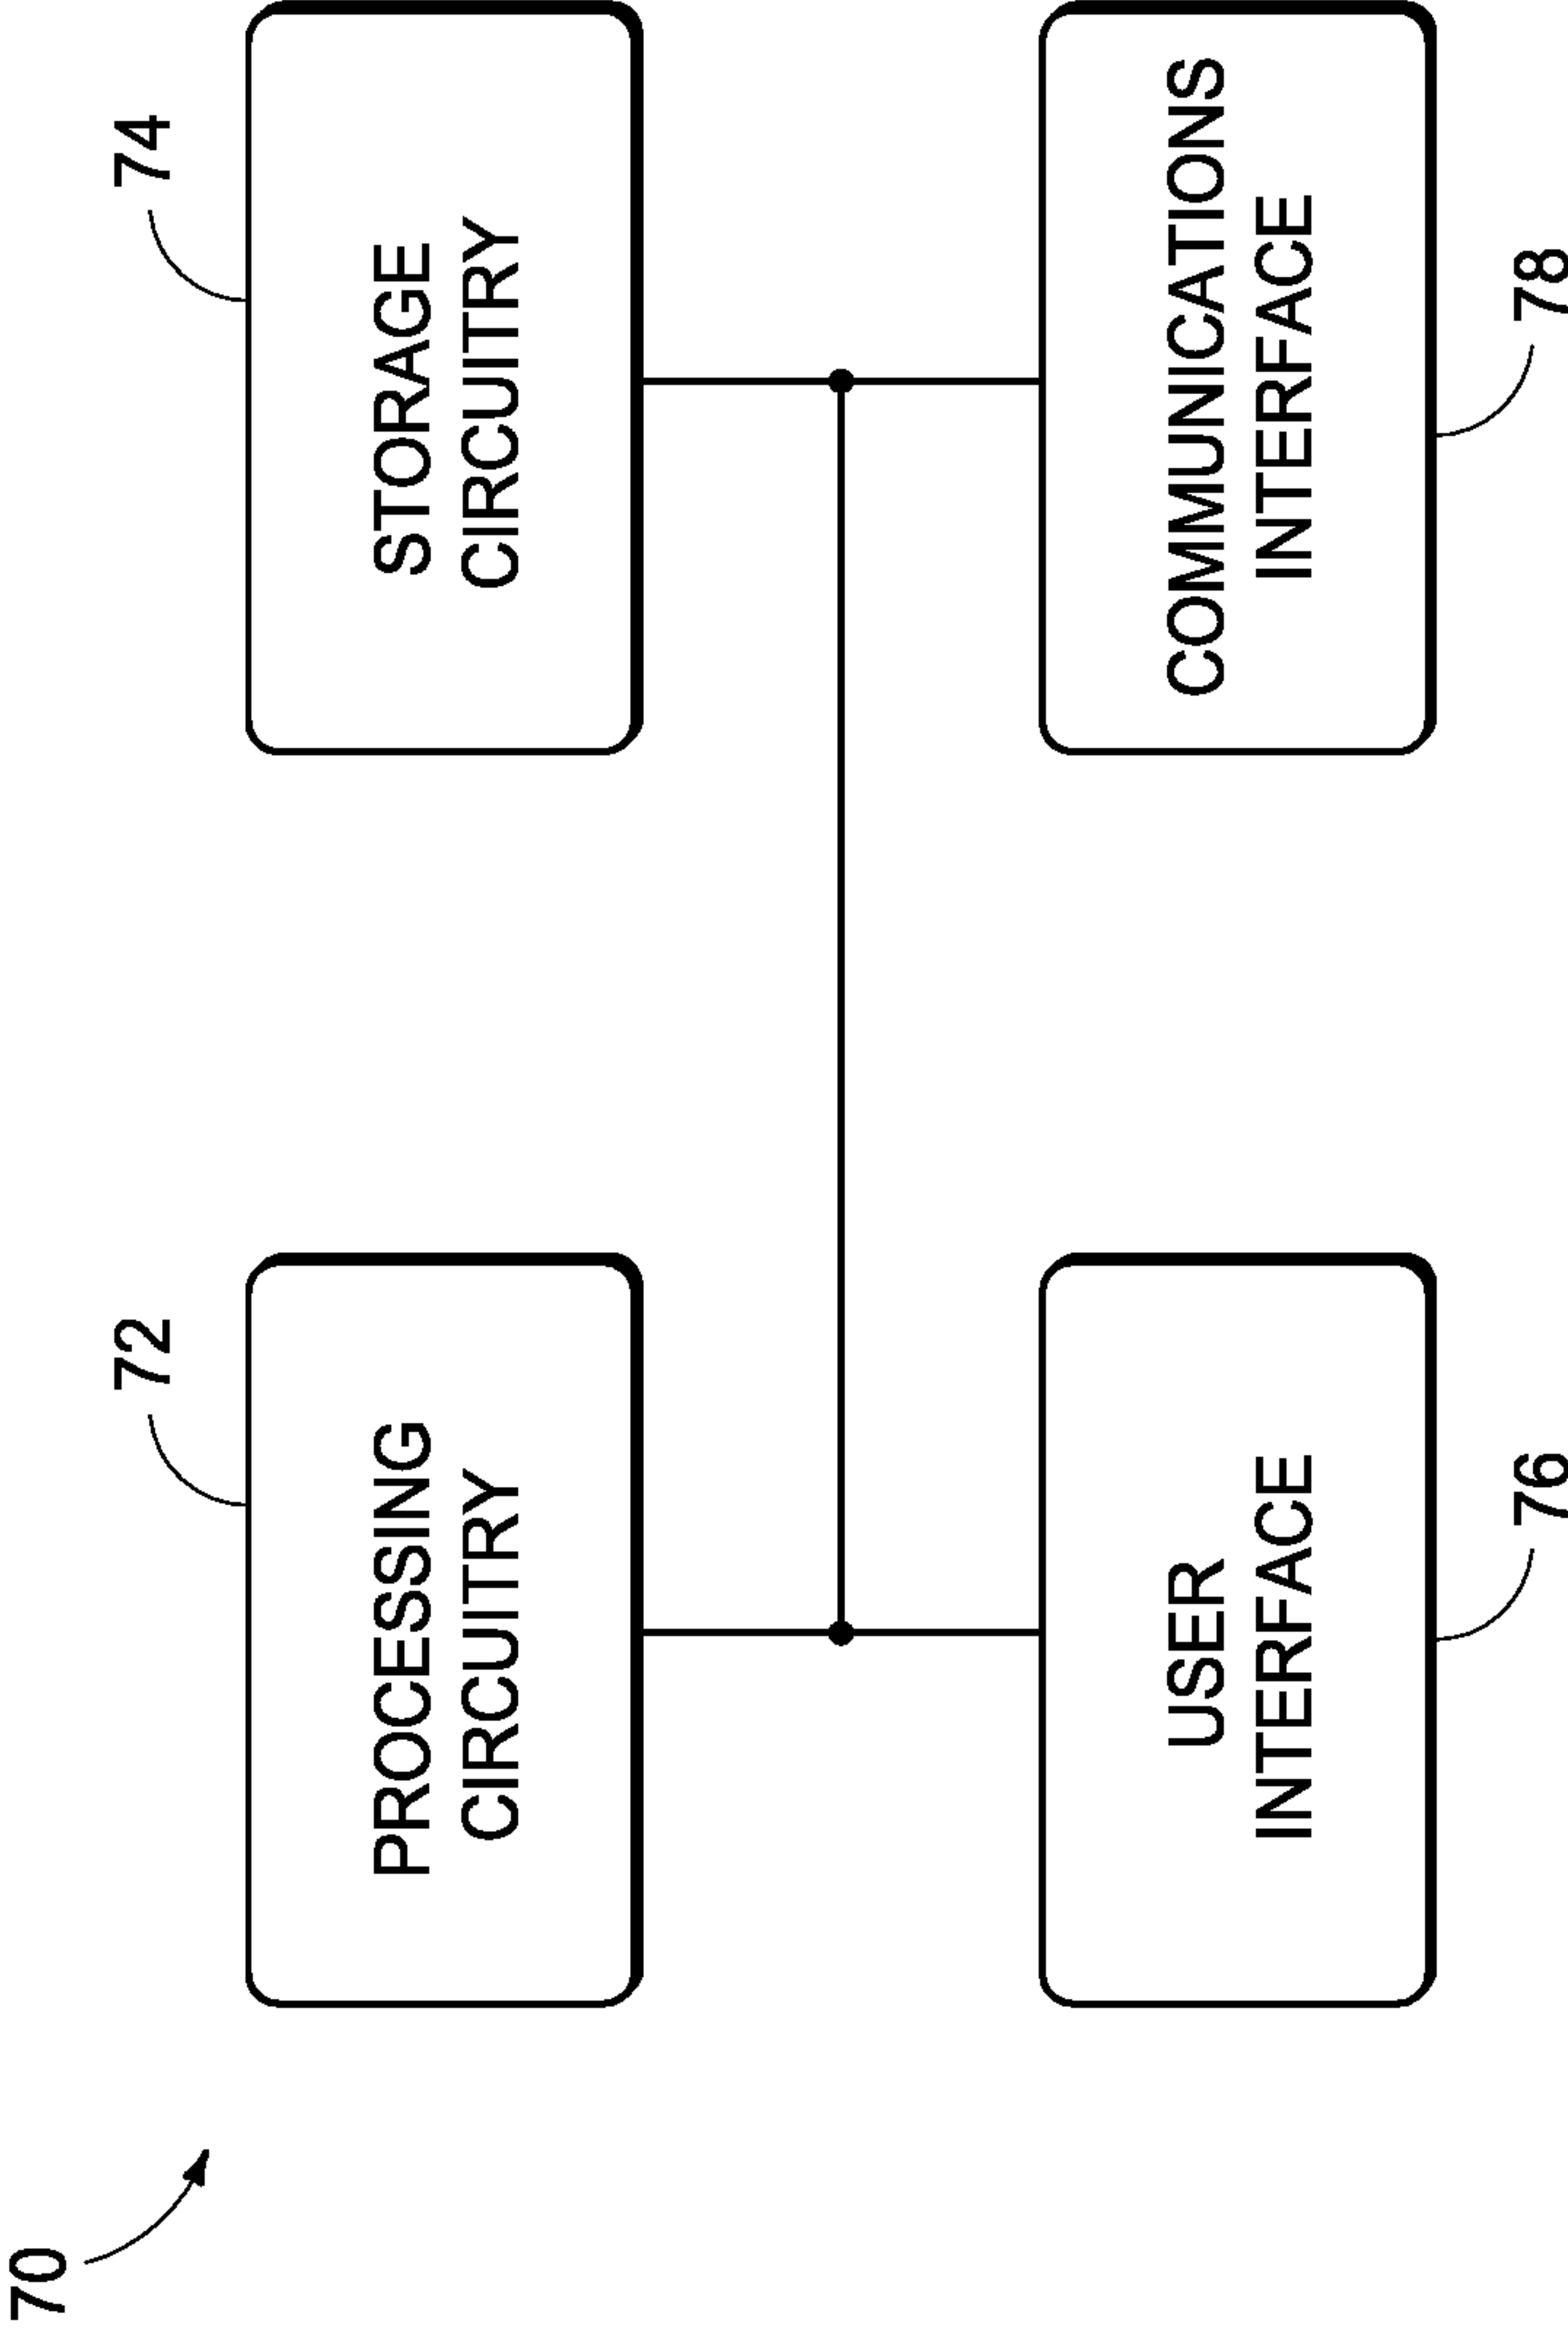 70
72
PROCESSING
CIRCUITRY
74
STORAGE
CIRCUITRY
USER
INTERFACE
76
COMMUNICATIONS
INTERFACE
78